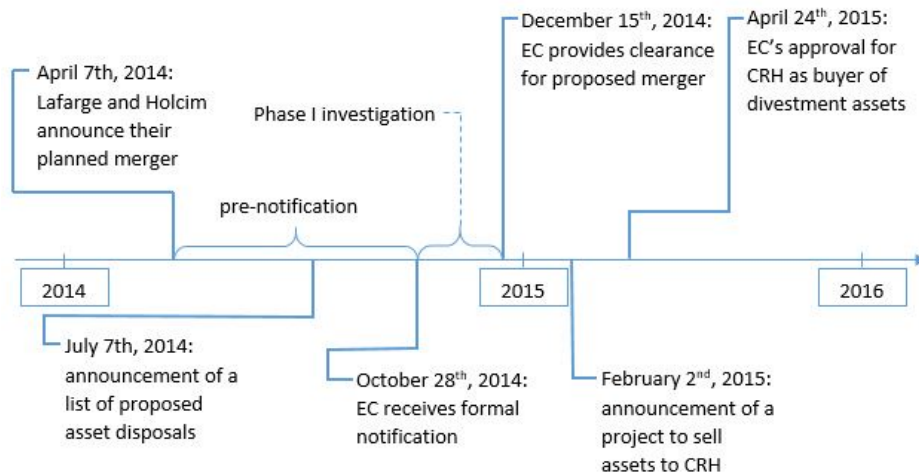 April 7th, 2014:
Lafarge and Holcim
announce their
planned merger
Phase I investigation
pre-notification
December 15th, 2014:
EC provides clearance
for proposed merger
April 24th, 2015:
EC's approval for
CRH as buyer of
divestment assets
2014
2015
2016
July 7th, 2014:
announcement of a
list of proposed
asset disposals
October 28th, 2014:
EC receives formal
notification
February 2nd, 2015:
announcement of a
project to sell
assets to CRH